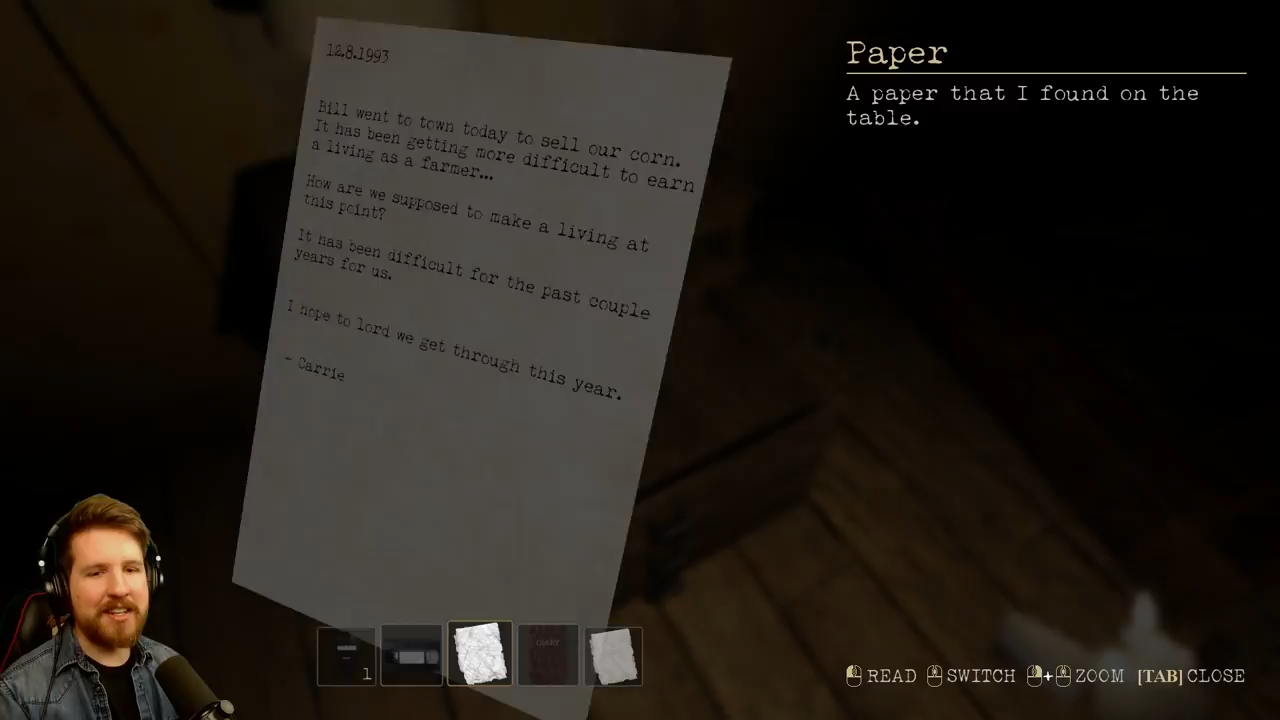 12.8.1993
Bill went to town today to sell our corn.
It has been getting more difficult to earn
a living as a farmer...
How are we supposed to make a living at
this point?
It has been difficult for the past couple
years for us.
I hope to lord we get through this year.
- Carrie
Paper
A paper that I found on the
table.
1
DIARY
READ SWITCH + ZOOM [TAB] CLOSE